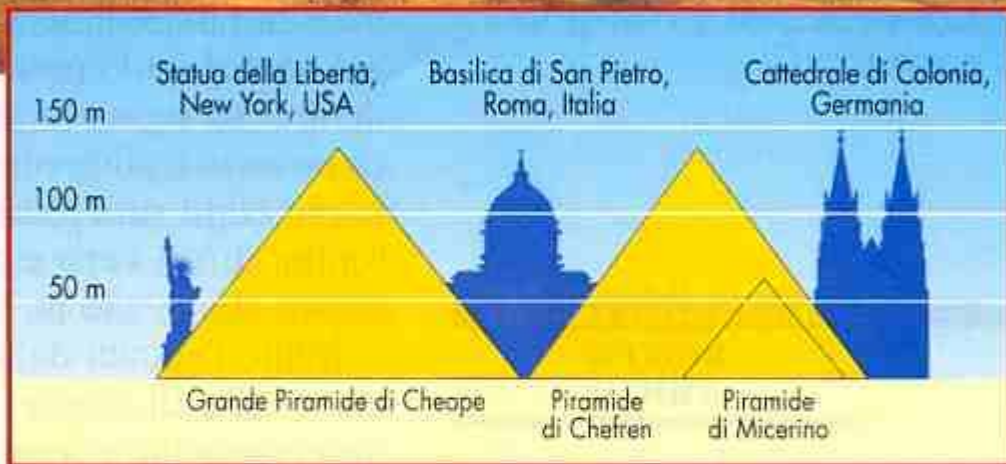 Statua della Libertà,
New York, USA
Basilica di San Pietro,
Roma, Italia
Cattedrale di Colonia,
Germania
150 m
100 m
50 m
Grande Piramide di Cheope
Piramide
di Chefren
Piramide
di Micerino